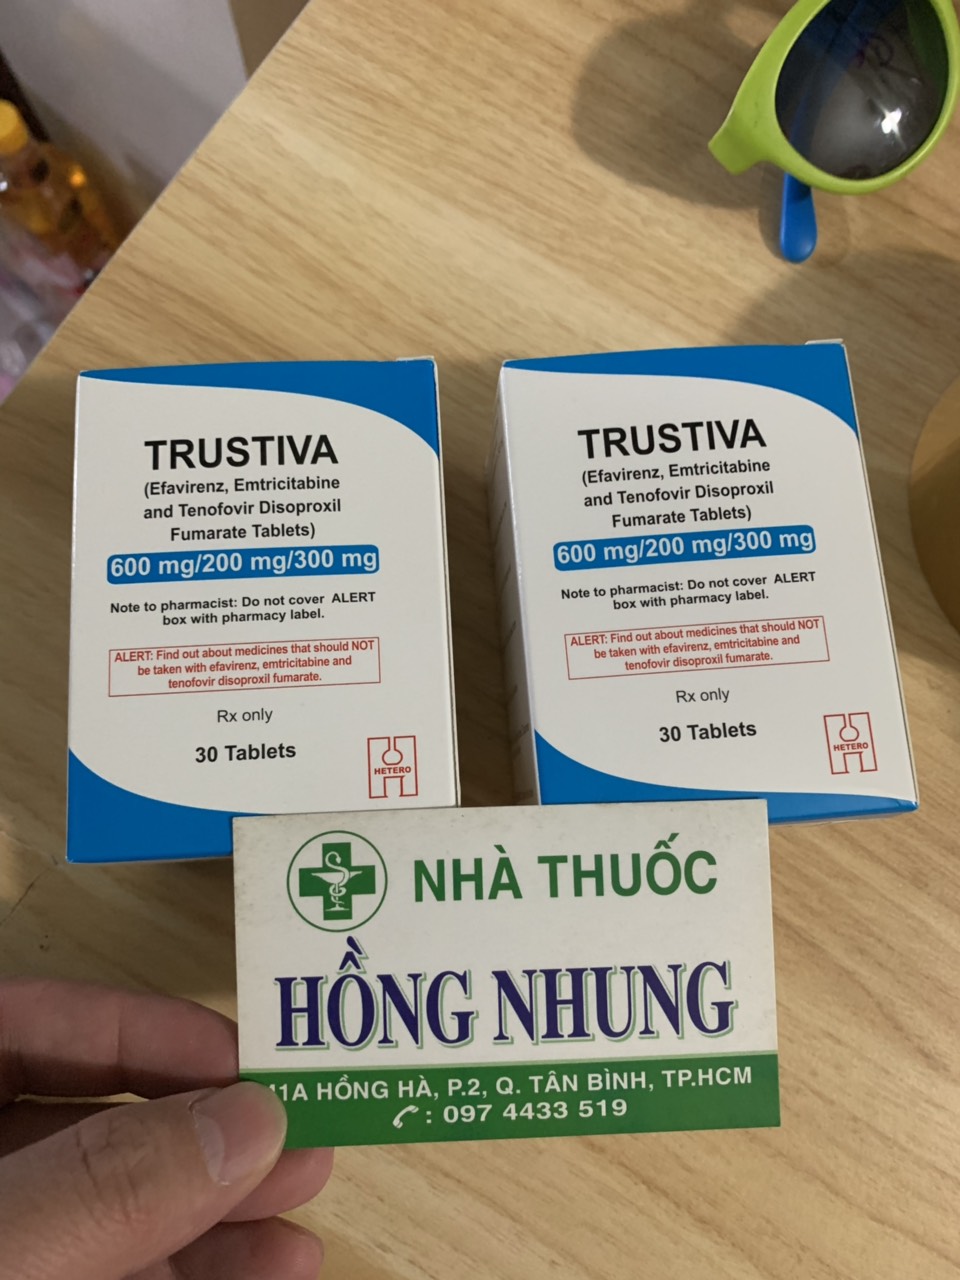 TRUSTIVA
(Efavirenz, Emtricitabine
and Tenofovir Disoproxil
Fumarate Tablets)
600 mg/200 mg/300 mg
Note to pharmacist: Do not cover ALERT
box with pharmacy label.
ALERT: Find out about medicines that should NOT
be taken with efavirenz, emtricitabine and
tenofovir disoproxil fumarate.
Rx only
30 Tablets
HETERO
TRUSTIVA
(Efavirenz, Emtricitabine
and Tenofovir Disoproxil
Fumarate Tablets)
600 mg/200 mg/300 mg
Note to pharmacist: Do not cover ALERT
box with pharmacy label.
ALERT: Find out about medicines that should NOT
be taken with efavirenz, emtricitabine and
tenofovir disoproxil fumarate.
Rx only
30 Tablets
HETERO
NHÀ THUỐC
HỒNG NHUNG
HỒNG HÀ, P.2, Q. TÂN BÌNH, TP.HCM
: 097 4433 519